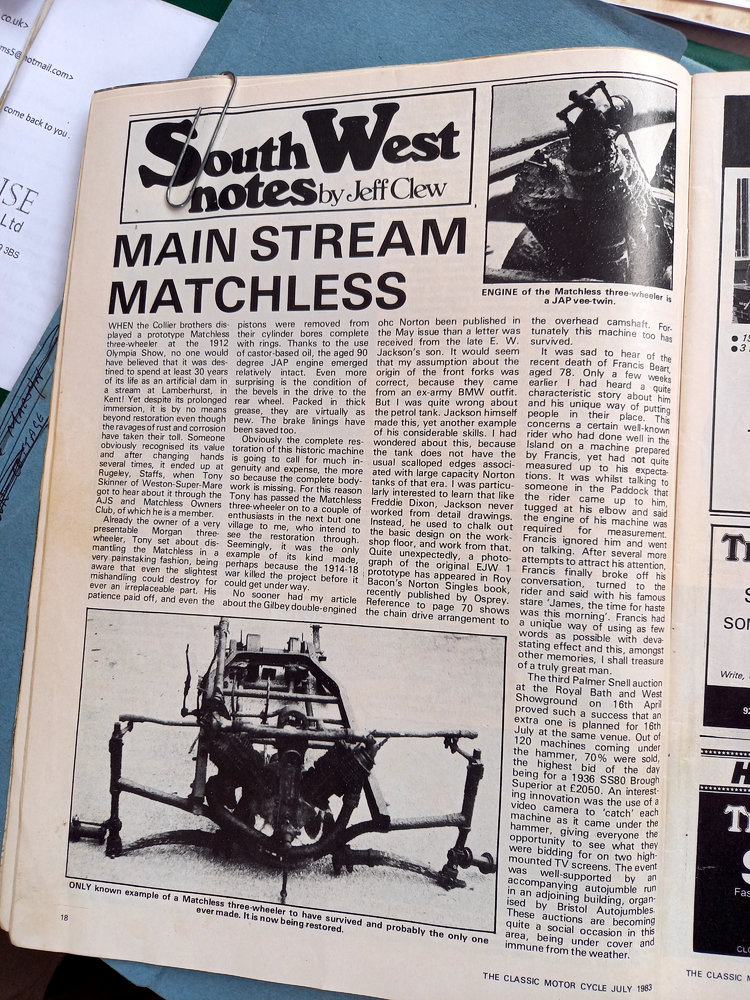 co.uk>
ms5@hotmail.com>
come back to you.
Ltd
3BS
South West
notes by Jeff Clew
MAIN STREAM
MATCHLESS
ENGINE of the Matchless three-wheeler is
a JAP vee-twin.
WHEN the Collier brothers dis-
played a prototype Matchless
three-wheeler at the 1912
Olympia Show, no one would
have believed that it was des-
tined to spend at least 30 years
of its life as an artificial dam in
a stream at Lamberhurst, in
Kent! Yet despite its prolonged
immersion, it is by no means
beyond restoration even though
the ravages of rust and corrosion
have taken their toll. Someone
obviously recognised its value
and after changing hands
several times, it ended up at
Rugeley, Staffs, when Tony
Skinner of Weston-Super-Mare
got to hear about it through the
AJS and Matchless Owners
Club, of which he is a member.
Already the owner of a very
presentable Morgan three-
wheeler, Tony set about dis-
mantling the Matchless in a
very painstaking fashion, being
aware that even the slightest
mishandling could destroy for
ever an irreplaceable part. His
patience paid off, and even the
pistons were removed from
their cylinder bores complete
with rings. Thanks to the use
of castor-based oil, the aged 90
degree JAP engine emerged
relatively intact. Even more
surprising is the condition of
the bevels in the drive to the
rear wheel. Packed in thick
grease, they are virtually as
new. The brake linings have
been saved too.
Obviously the complete res-
toration of this historic machine
is going to call for much in-
genuity and expense, the more
so because the complete body-
work is missing. For this reason
Tony has passed the Matchless
three-wheeler on to a couple of
enthusiasts in the next but one
village to me, who intend to
see the restoration through.
Seemingly, it was the only
example of its kind made,
perhaps because the 1914-18
war killed the project before it
could get under way.
No sooner had my article
about the Gilbey double-engined
ohc Norton been published in
the May issue than a letter was
received from the late E. W.
Jackson's son. It would seem
that my assumption about the
origin of the front forks was
correct, because they came
from an ex-army BMW outfit.
But I was quite wrong about
the petrol tank. Jackson himself
made this, yet another example
of his considerable skills. I had
wondered about this, because
the tank does not have the
usual scalloped edges associ-
ated with large capacity Norton
tanks of that era. I was particu-
larly interested to learn that like
Freddie Dixon, Jackson never
worked from detail drawings.
Instead, he used to chalk out
the basic design on the work-
shop floor, and work from that.
Quite unexpectedly, a photo-
graph of the original EJW 1
prototype has appeared in Roy
Bacon's Norton Singles book,
recently published by Osprey.
Reference to page 70 shows
the chain drive arrangement to
the overhead camshaft. For-
tunately this machine too has
survived.
It was sad to hear of the
recent death of Francis Beart,
aged 78. Only a few weeks
earlier I had heard a quite
characteristic story about him
and his unique way of putting
people in their place. This
concerns a certain well-known
rider who had done well in the
Island on a machine prepared
by Francis, yet had not quite
measured up to his expecta-
tions. It was whilst talking to
someone in the Paddock that
the rider came up to him,
tugged at his elbow and said
the engine of his machine was
required for measurement.
Francis ignored him and went
on talking. After several more
attempts to attract his attention,
Francis finally broke off his
conversation, turned to the
rider and said with his famous
stare 'James, the time for haste
was this morning'. Francis had
a unique way of using as few
words as possible with deva-
stating effect and this, amongst
other memories, I shall treasure
of a truly great man.
The third Palmer Snell auction
at the Royal Bath and West
Showground on 16th April
proved such a success that an
extra one is planned for 16th
July at the same venue. Out of
120 machines coming under
the hammer, 70% were sold,
the highest bid of the day
being for a 1936 SS80 Brough
Superior at £2050. An interest-
ing innovation was the use of a
video camera to 'catch' each
machine as it came under the
hammer, giving everyone the
opportunity to see what they
were bidding for on two high-
mounted TV screens. The event
was well-supported by an
accompanying autojumble run
in an adjoining building, organ-
ised by Bristol Autojumbles.
These auctions are becoming
quite a social occasion in this
area, being under cover and
immune from the weather.
ONLY known example of a Matchless three-wheeler to have survived and probably the only one
ever made. It is now being restored.
18
THE CLASSIC MOTOR CYCLE JULY 1983
Write,
THE CLASSIC M